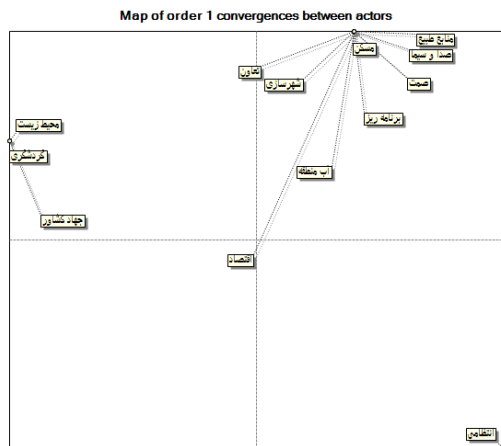 Map of order 1 convergences between actors
منابع طبیع
مسکن
صدا و سیما
تعاون
شهرسازی
صمت
برنامه ریز
محیط زیست
گردشگری
آب منطقه
جهاد کشاور
اقتصاد
انتظامی